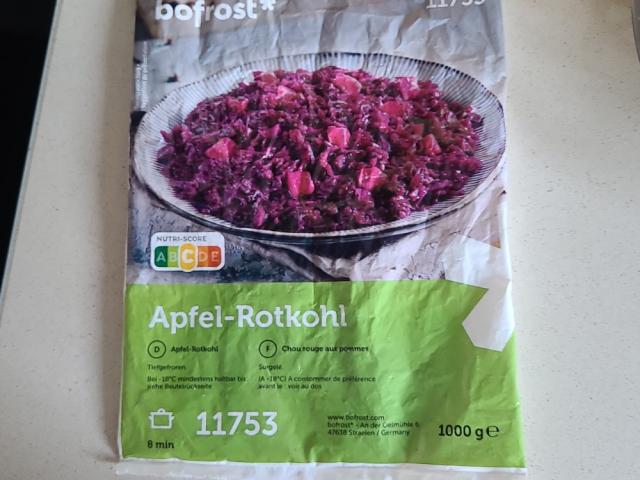 bofrost*
11753
NUTRI-SCORE
A B C D E
Apfel-Rotkohl
D Apfel-Rotkohl
F Chou rouge aux pommes
Tiefgefroren.
Bei -18°C mindestens haltbar bis:
siehe Beutelrückseite
Surgelé.
(À -18°C) À consommer de préférence
avant le : voir au dos
11753
8 min
www.bofrost.com
bofrost* - An der Oelmühle 6
47638 Straelen / Germany
1000 g e